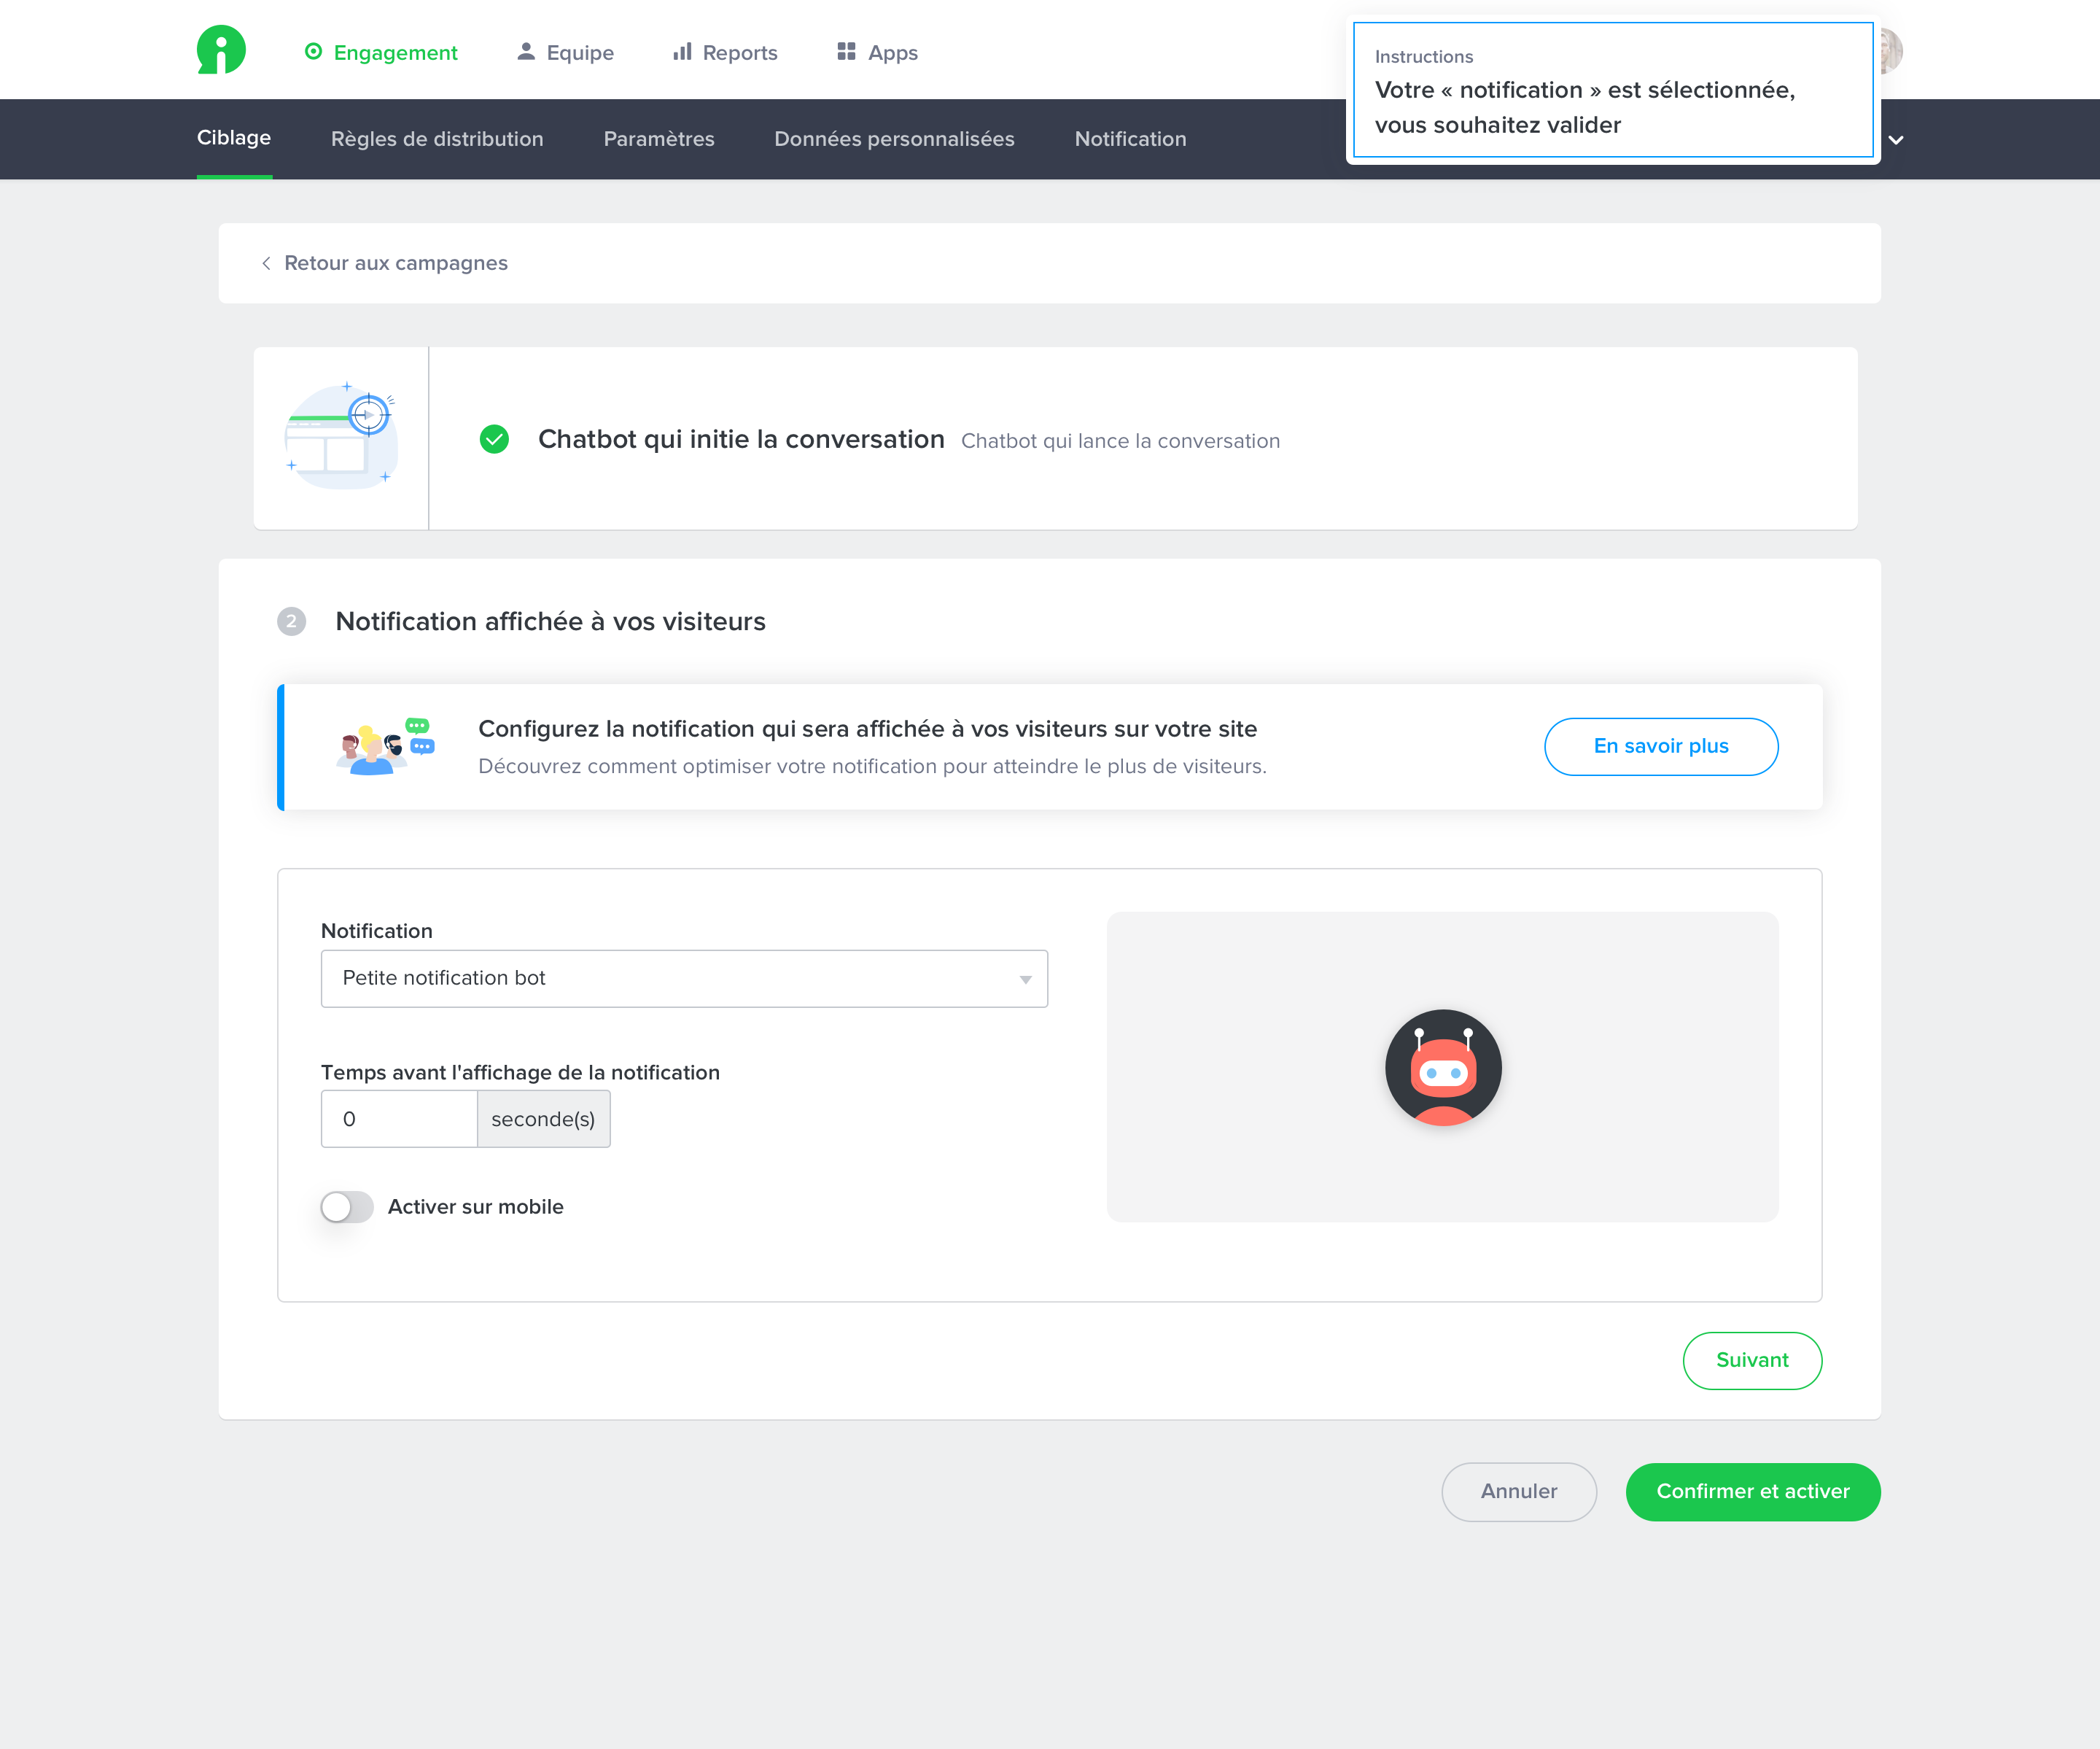 Engagement
Equipe
Reports
Apps
Instructions
Votre « notification » est sélectionnée,
vous souhaitez valider
Ciblage
Règles de distribution
Paramètres
Données personnalisées
Notification
Retour aux campagnes
Chatbot qui initie la conversation
Chatbot qui lance la conversation
2
Notification affichée à vos visiteurs
Configurez la notification qui sera affichée à vos visiteurs sur votre site
Découvrez comment optimiser votre notification pour atteindre le plus de visiteurs.
En savoir plus
Notification
Petite notification bot
Temps avant l'affichage de la notification
0
seconde(s)
Activer sur mobile
Suivant
Annuler
Confirmer et activer